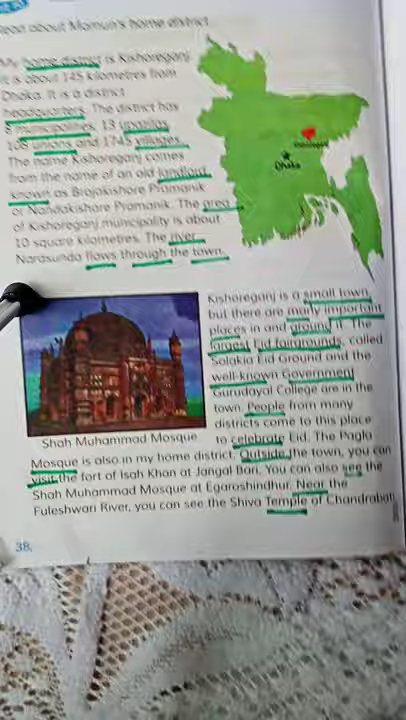 Read about Mamun's home district.
My home district is Kishoreganj.
It is about 145 kilometres from
Dhaka. It is a district
headquarters. The district has
8 municipalities, 13 upazilas,
108 unions and 1745 villages.
The name Kishoreganj comes
from the name of an old landlord
known as Brojokishore Pramanik
or Nandakishore Pramanik. The area
of Kishoreganj municipality is about
10 square kilometres. The river
Narasunda flows through the town.
Kishoreganj
Dhaka
Kishoreganj is a small town,
but there are many important
places in and around it. The
largest Eid fairgrounds, called
Solakia Eid Ground and the
well-known Government
Gurudayal College are in the
town. People from many
districts come to this place
to celebrate Eid. The Pagla
Shah Muhammad Mosque
Mosque is also in my home district. Outside the town, you can
visit the fort of Isah Khan at Jangal Bari. You can also see the
Shah Muhammad Mosque at Egaroshindhur. Near the
Fuleshwari River, you can see the Shiva Temple of Chandrabati.
38